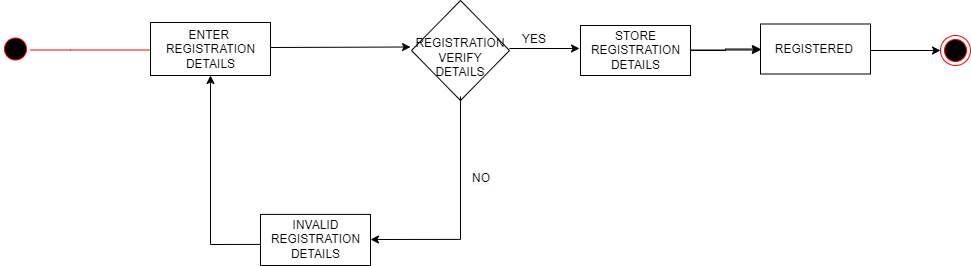 ENTER
REGISTRATION
DETAILS
REGISTRATION
VERIFY
DETAILS
YES
STORE
REGISTRATION
DETAILS
REGISTERED
NO
INVALID
REGISTRATION
DETAILS